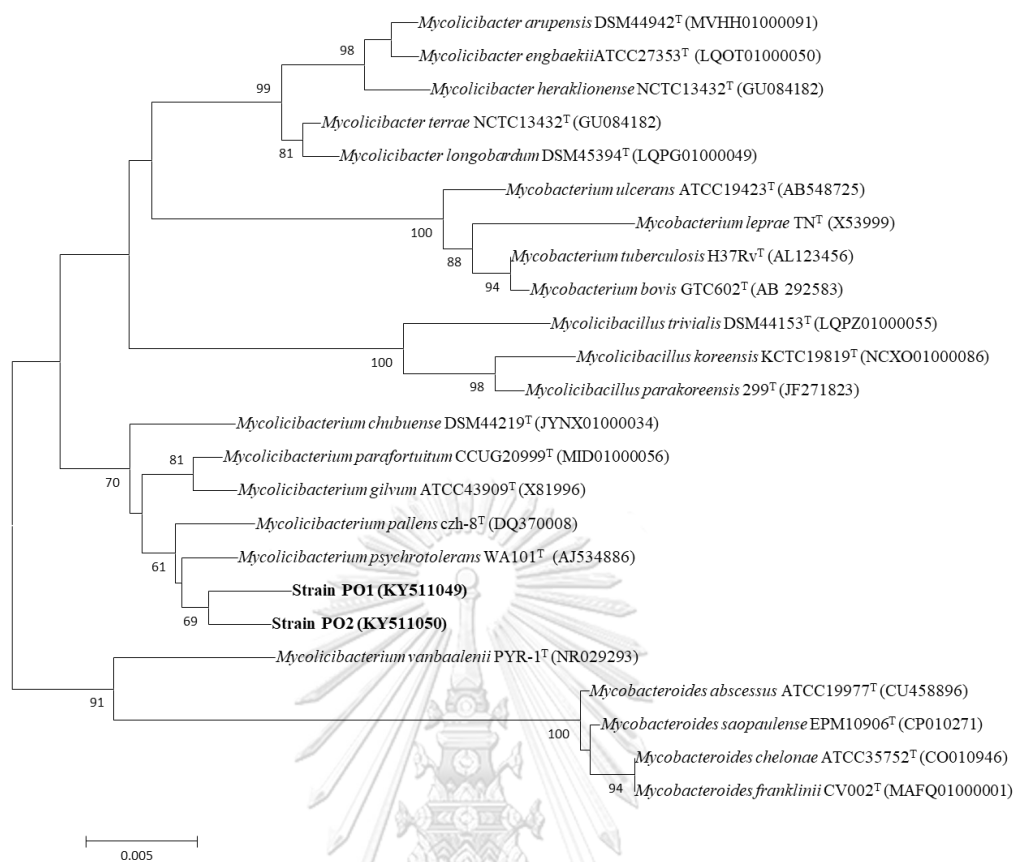 Mycolicibacter arupensis DSM44942ᵀ (MVHH01000091)
98
Mycolicibacter engbaekiiATCC27353ᵀ (LQOT01000050)
99
Mycolicibacter heraklionense NCTC13432ᵀ (GU084182)
Mycolicibacter terrae NCTC13432ᵀ (GU084182)
81
Mycolicibacter longobardum DSM45394ᵀ (LQPG01000049)
Mycobacterium ulcerans ATCC19423ᵀ (AB548725)
Mycobacterium leprae TNᵀ (X53999)
100
Mycobacterium tuberculosis H37Rvᵀ (AL123456)
88
94
Mycobacterium bovis GTC602ᵀ (AB 292583)
Mycolicibacillus trivialis DSM44153ᵀ (LQPZ01000055)
Mycolicibacillus koreensis KCTC19819ᵀ (NCXO01000086)
100
98
Mycolicibacillus parakoreensis 299ᵀ (JF271823)
Mycolicibacterium chubuense DSM44219ᵀ (JYNX01000034)
81
Mycolicibacterium parafortuitum CCUG20999ᵀ (MID01000056)
70
Mycolicibacterium gilvum ATCC43909ᵀ (X81996)
Mycolicibacterium pallens czh-8ᵀ (DQ370008)
Mycolicibacterium psychrotolerans WA101ᵀ (AJ534886)
61
Strain PO1 (KY511049)
69
Strain PO2 (KY511050)
Mycolicibacterium vanbaalenii PYR-1ᵀ (NR029293)
Mycobacteroides abscessus ATCC19977ᵀ (CU458896)
91
Mycobacteroides saopaulense EPM10906ᵀ (CP010271)
100
Mycobacteroides chelonae ATCC35752ᵀ (CO010946)
94
Mycobacteroides franklinii CV002ᵀ (MAFQ01000001)
0.005